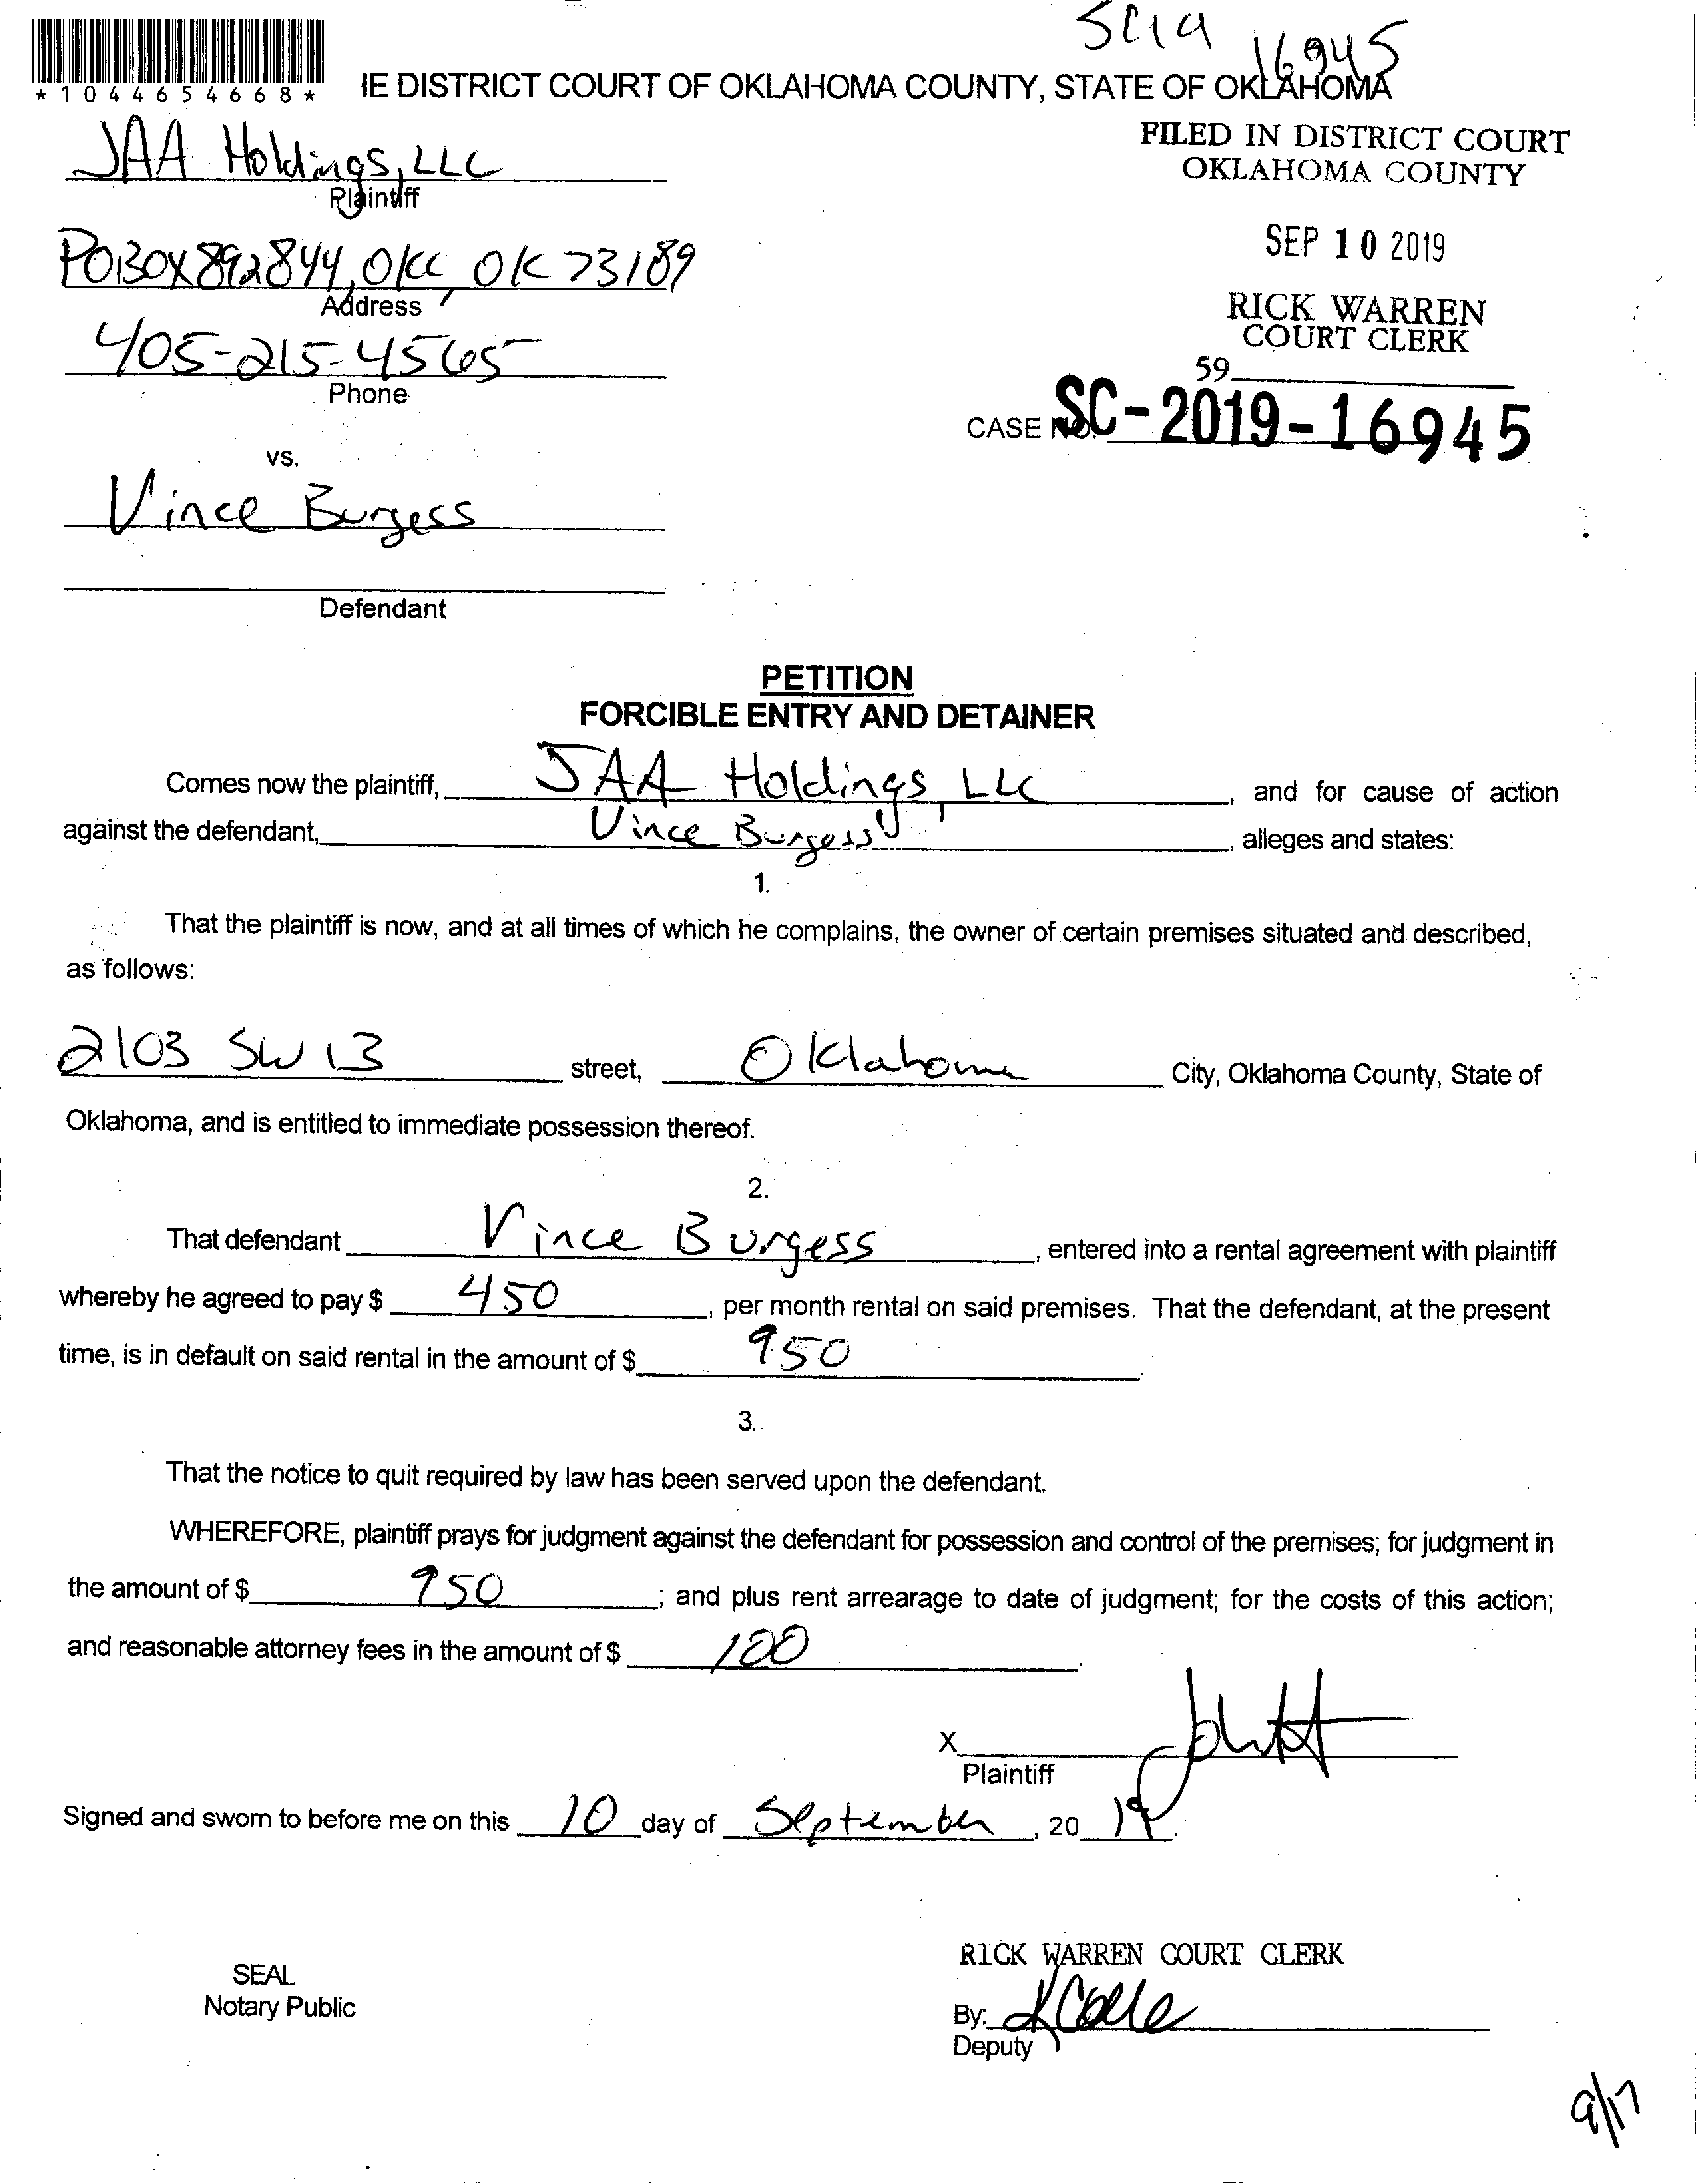 SC19 16945
*1044654668*
IE DISTRICT COURT OF OKLAHOMA COUNTY, STATE OF OKLAHOMA
FILED IN DISTRICT COURT
OKLAHOMA COUNTY
JAA Holdings, LLC
Plaintiff
SEP 10 2019
PO BOX 892844, OKC, OK 73189
Address
RICK WARREN
COURT CLERK
405-215-4565
Phone
59
CASE NO. SC-2019-16945
vs.
Vince Burgess
Defendant
PETITION
FORCIBLE ENTRY AND DETAINER
Comes now the plaintiff, JAA Holdings, LLC, and for cause of action
against the defendant, Vince Burgess, alleges and states:
1.
That the plaintiff is now, and at all times of which he complains, the owner of certain premises situated and described,
as follows:
2103 SW 13 street, Oklahoma City, Oklahoma County, State of
Oklahoma, and is entitled to immediate possession thereof.
2.
That defendant Vince Burgess, entered into a rental agreement with plaintiff
whereby he agreed to pay $ 450, per month rental on said premises. That the defendant, at the present
time, is in default on said rental in the amount of $ 950.
3.
That the notice to quit required by law has been served upon the defendant.
WHEREFORE, plaintiff prays for judgment against the defendant for possession and control of the premises; for judgment in
the amount of $ 950; and plus rent arrearage to date of judgment; for the costs of this action;
and reasonable attorney fees in the amount of $ 100.
X
Plaintiff
Signed and sworn to before me on this 10 day of September, 20 19.
RICK WARREN COURT CLERK
SEAL
Notary Public
By:
Deputy
9/17